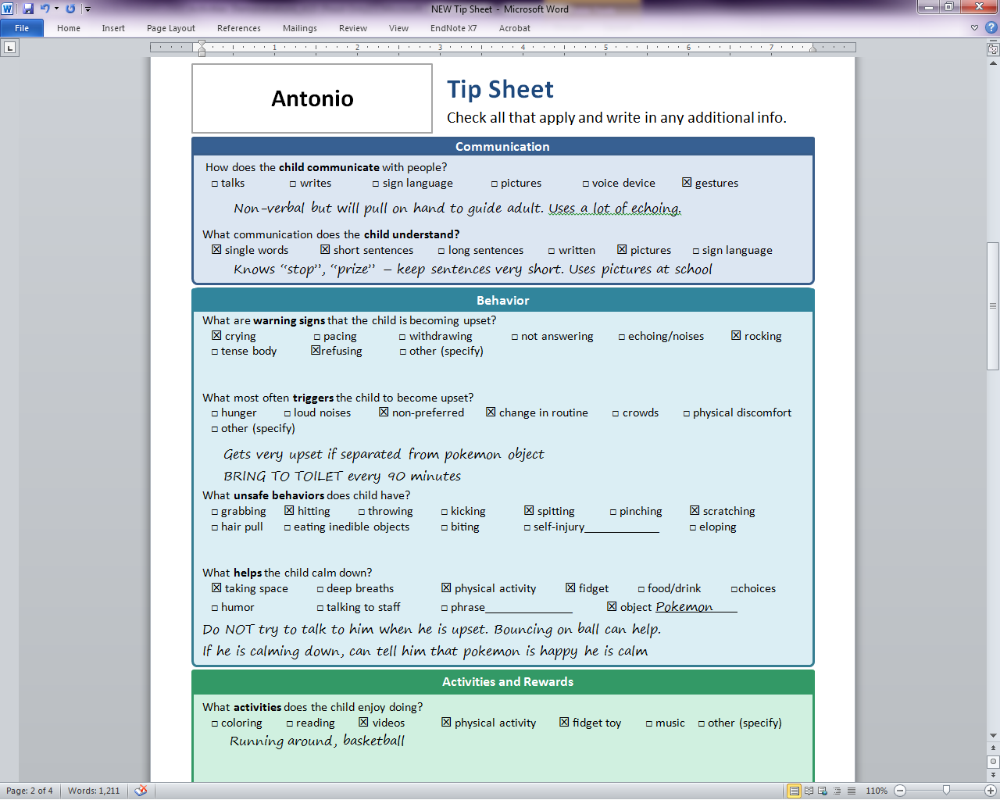 NEW Tip Sheet - Microsoft Word
File Home Insert Page Layout References Mailings Review View EndNote X7 Acrobat
1 2 3 4 5 6 7
Antonio
Tip Sheet
Check all that apply and write in any additional info.
Communication
How does the child communicate with people?
☐ talks ☐ writes ☐ sign language ☐ pictures ☐ voice device ☒ gestures
Non-verbal but will pull on hand to guide adult. Uses a lot of echoing.
What communication does the child understand?
☒ single words ☒ short sentences ☐ long sentences ☐ written ☒ pictures ☐ sign language
Knows “stop”, “prize” – keep sentences very short. Uses pictures at school
Behavior
What are warning signs that the child is becoming upset?
☒ crying ☐ pacing ☐ withdrawing ☐ not answering ☐ echoing/noises ☒ rocking
☐ tense body ☒refusing ☐ other (specify)
What most often triggers the child to become upset?
☐ hunger ☐ loud noises ☒ non-preferred ☒ change in routine ☐ crowds ☐ physical discomfort
☐ other (specify)
Gets very upset if separated from pokemon object
BRING TO TOILET every 90 minutes
What unsafe behaviors does child have?
☐ grabbing ☒ hitting ☐ throwing ☐ kicking ☒ spitting ☐ pinching ☒ scratching
☐ hair pull ☐ eating inedible objects ☐ biting ☐ self-injury____________ ☐ eloping
What helps the child calm down?
☒ taking space ☐ deep breaths ☒ physical activity ☒ fidget ☐ food/drink ☐choices
☐ humor ☐ talking to staff ☐ phrase______________ ☒ object Pokemon____
Do NOT try to talk to him when he is upset. Bouncing on ball can help.
If he is calming down, can tell him that pokemon is happy he is calm
Activities and Rewards
What activities does the child enjoy doing?
☐ coloring ☐ reading ☒ videos ☒ physical activity ☒ fidget toy ☐ music ☐ other (specify)
Running around, basketball
Page: 2 of 4 Words: 1,211 110%